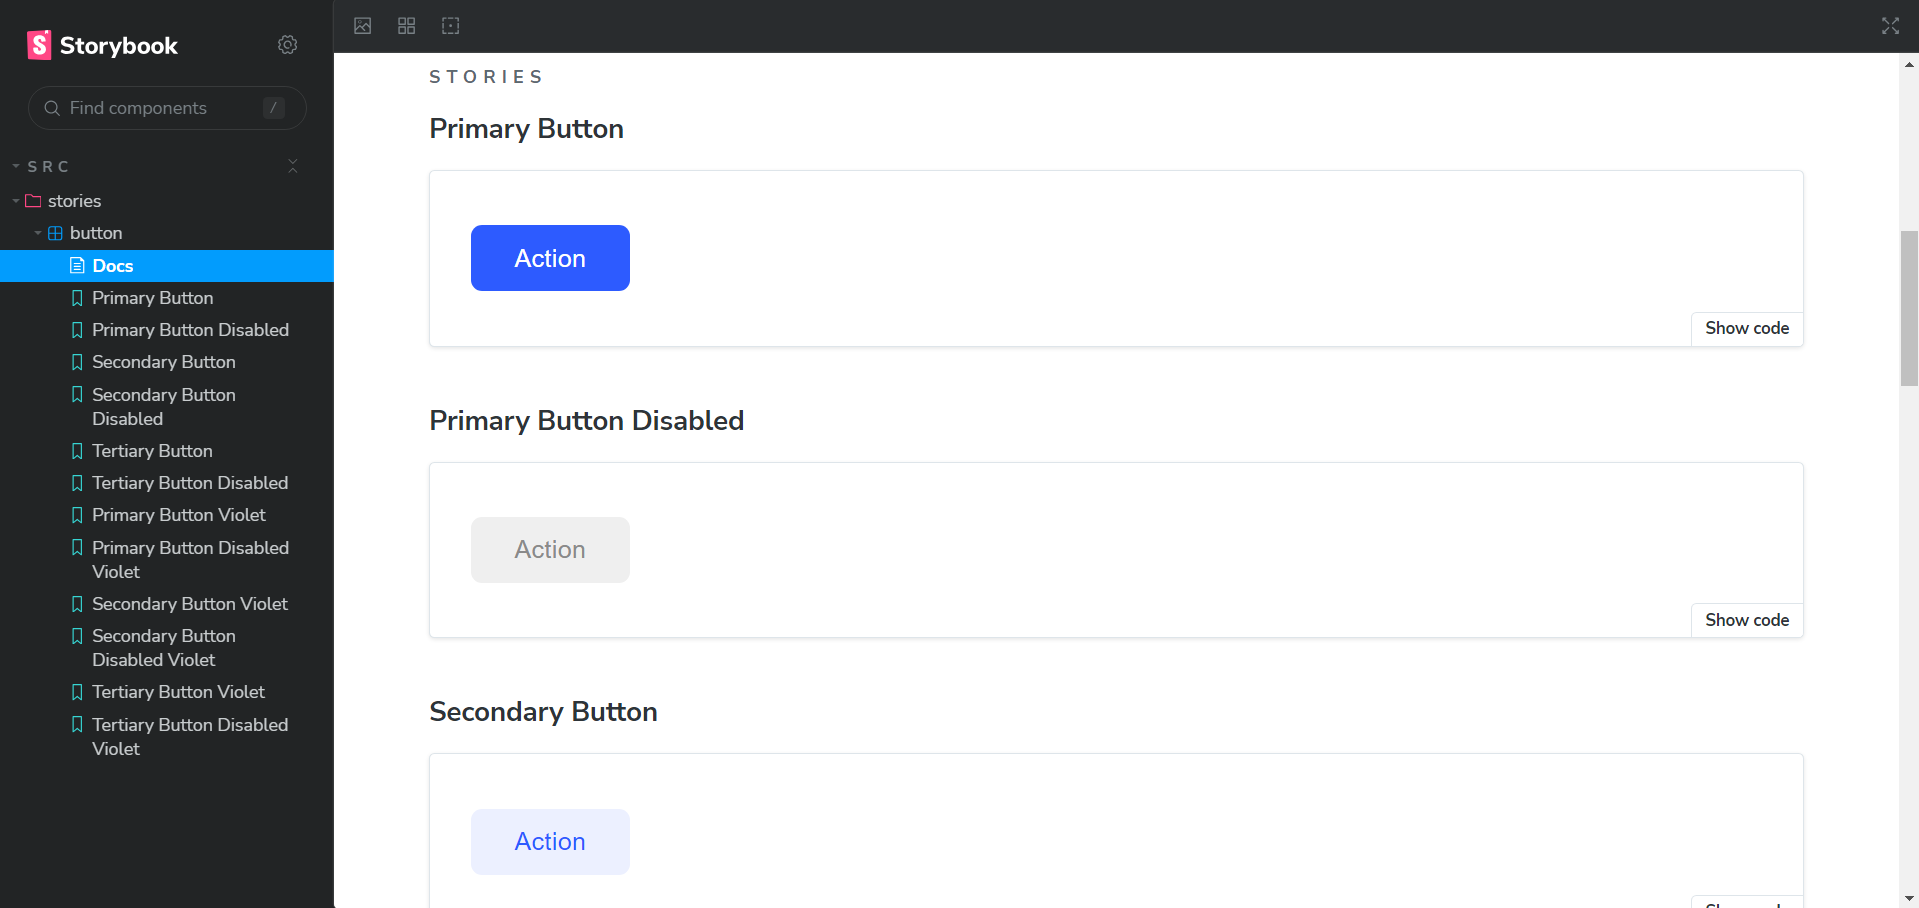 Storybook
Find components
/
SRC
stories
button
Docs
Primary Button
Primary Button Disabled
Secondary Button
Secondary Button
Disabled
Tertiary Button
Tertiary Button Disabled
Primary Button Violet
Primary Button Disabled
Violet
Secondary Button Violet
Secondary Button
Disabled Violet
Tertiary Button Violet
Tertiary Button Disabled
Violet
STORIES
Primary Button
Action
Show code
Primary Button Disabled
Action
Show code
Secondary Button
Action